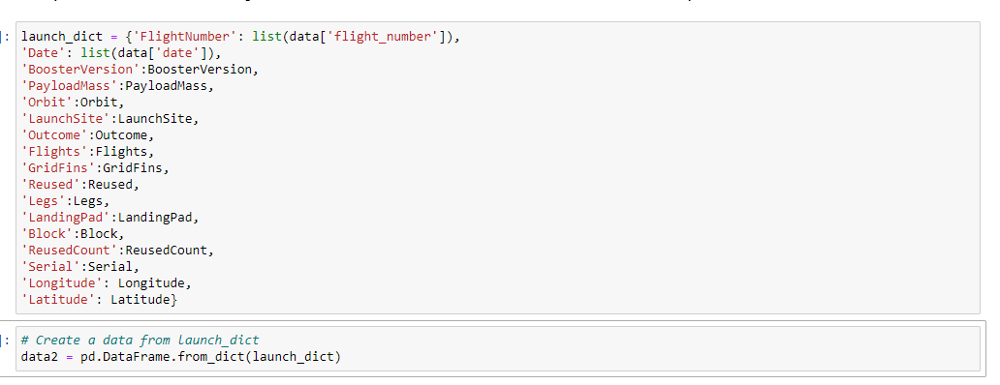 ]: launch_dict = {'FlightNumber': list(data['flight_number']),
'Date': list(data['date']),
'BoosterVersion':BoosterVersion,
'PayloadMass':PayloadMass,
'Orbit':Orbit,
'LaunchSite':LaunchSite,
'Outcome':Outcome,
'Flights':Flights,
'GridFins':GridFins,
'Reused':Reused,
'Legs':Legs,
'LandingPad':LandingPad,
'Block':Block,
'ReusedCount':ReusedCount,
'Serial':Serial,
'Longitude': Longitude,
'Latitude': Latitude}
]: # Create a data from launch_dict
data2 = pd.DataFrame.from_dict(launch_dict)